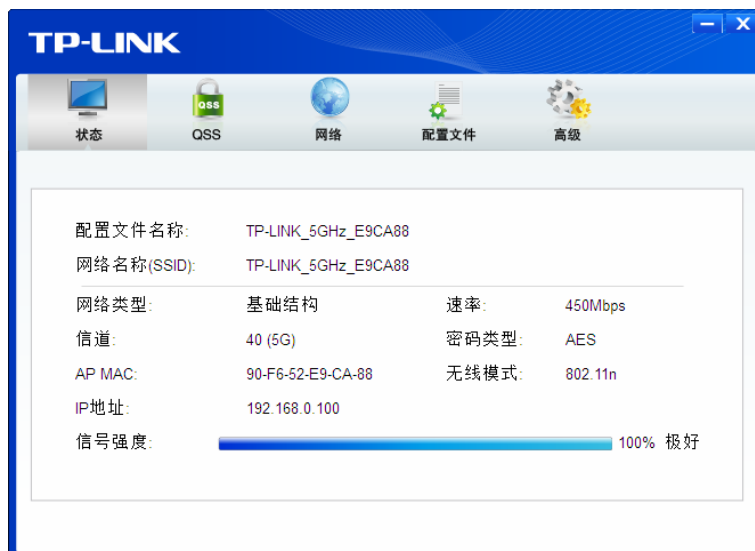 TP-LINK
QSS
状态 QSS 网络 配置文件 高级
配置文件名称: TP-LINK_5GHz_E9CA88
网络名称(SSID): TP-LINK_5GHz_E9CA88
网络类型: 基础结构 速率: 450Mbps
信道: 40 (5G) 密码类型: AES
AP MAC: 90-F6-52-E9-CA-88 无线模式: 802.11n
IP地址: 192.168.0.100
信号强度: 100% 极好